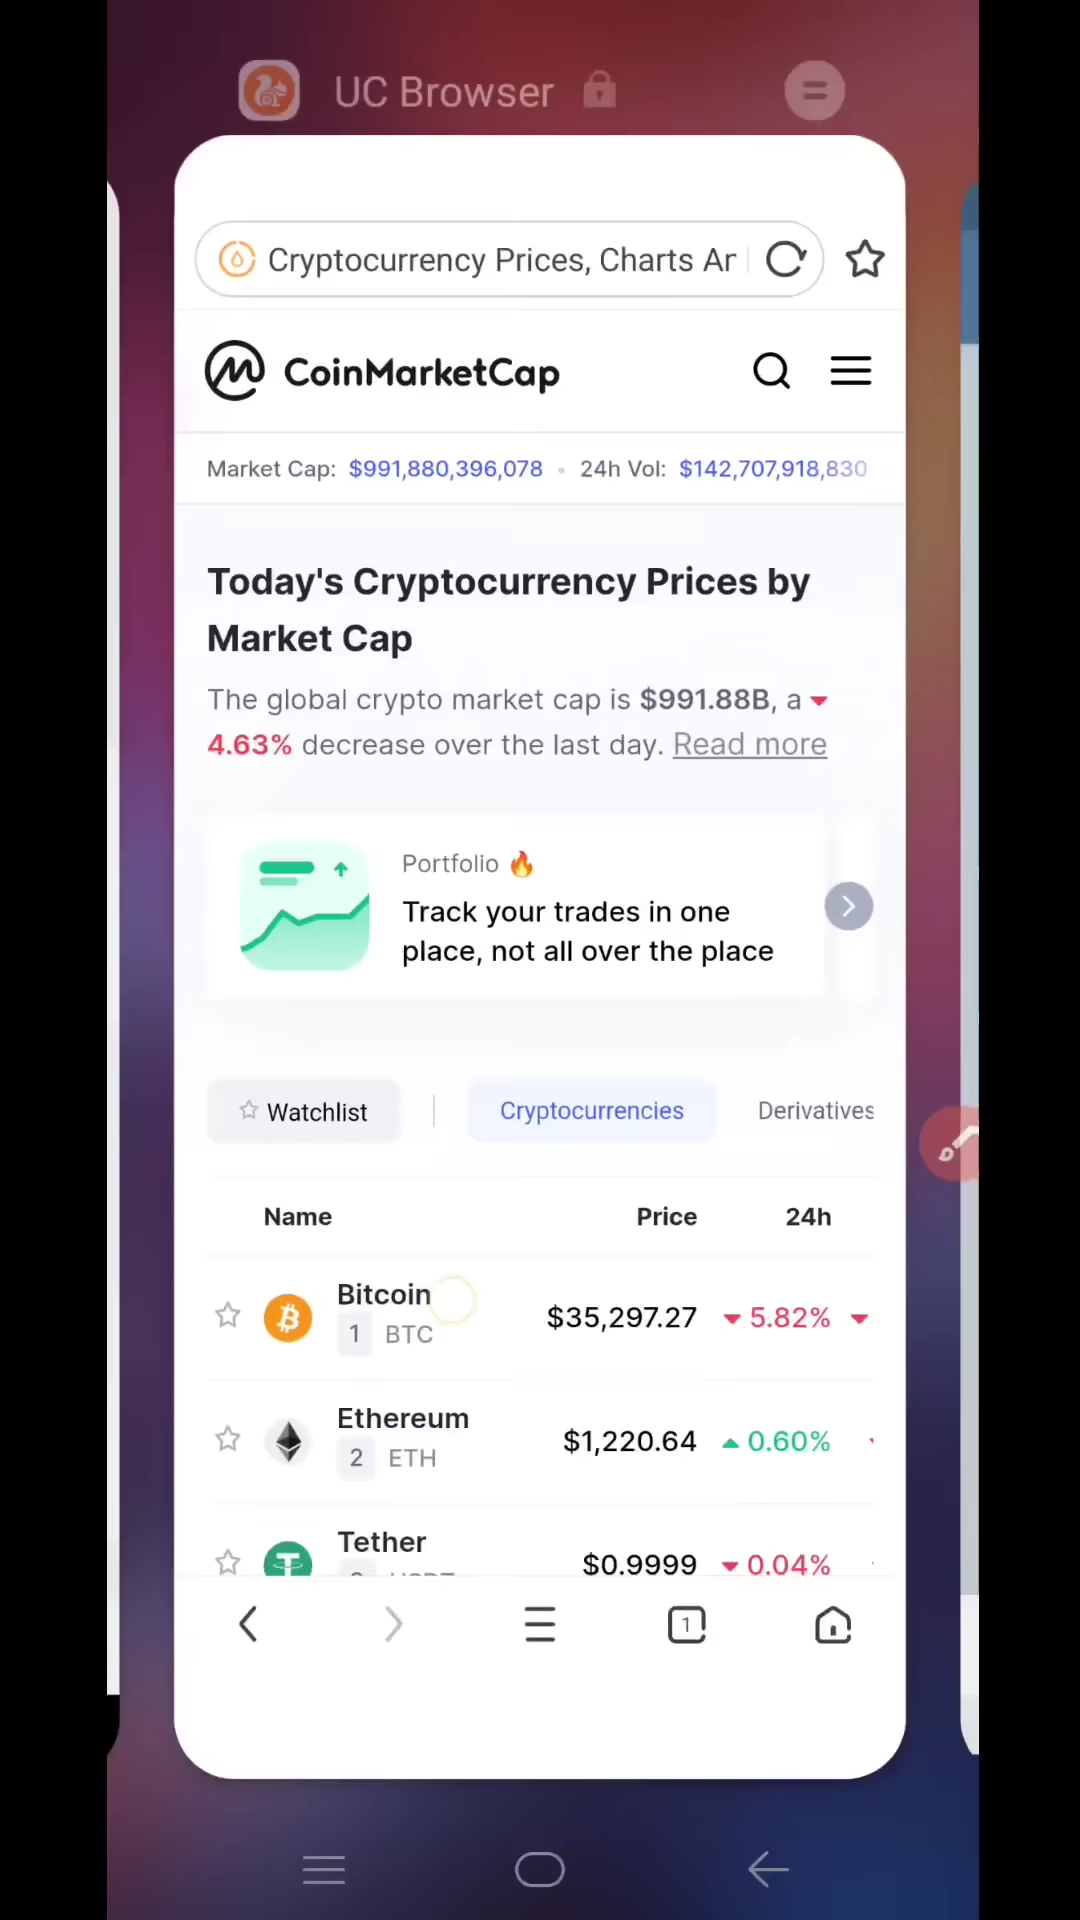 UC Browser
Cryptocurrency Prices, Charts Ar
CoinMarketCap
Market Cap: $991,880,396,078 • 24h Vol: $142,707,918,830
Today's Cryptocurrency Prices by
Market Cap
The global crypto market cap is $991.88B, a
4.63% decrease over the last day. Read more
Portfolio 🔥
Track your trades in one
place, not all over the place
Watchlist
Cryptocurrencies
Derivatives
Name Price 24h
Bitcoin
1 BTC
$35,297.27 5.82%
Ethereum
2 ETH
$1,220.64 0.60%
Tether
$0.9999 0.04%
1